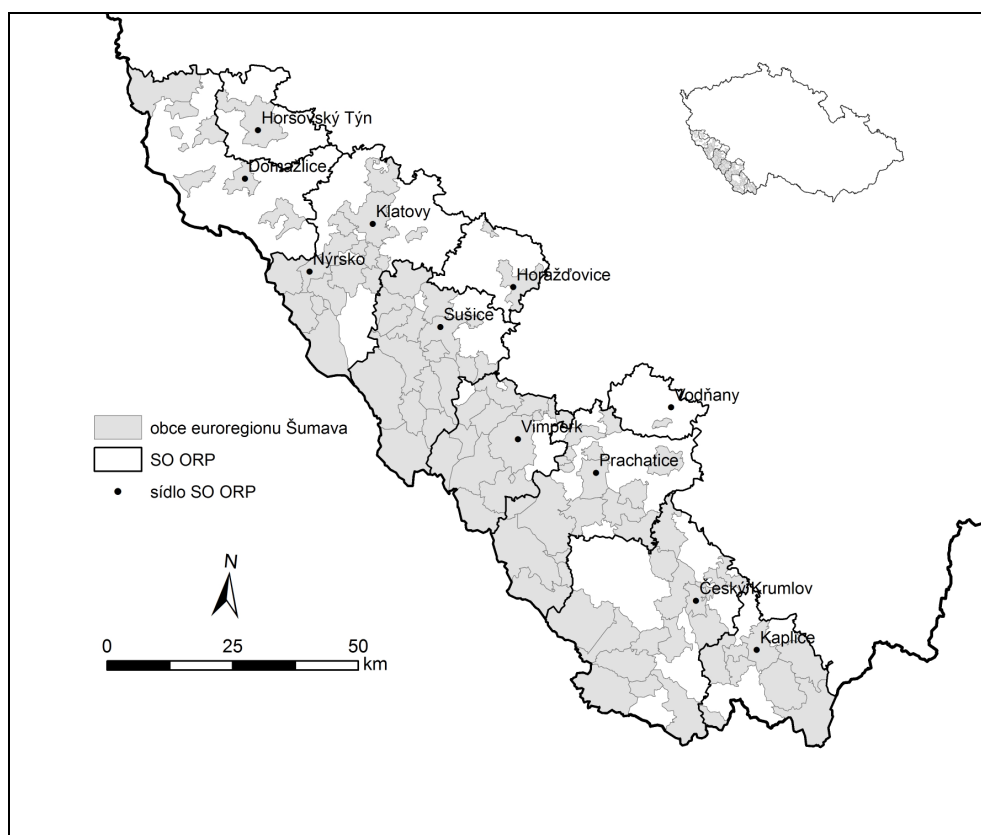 Horšovský Týn
Domažlice
Klatovy
Nýrsko
Horažďovice
Sušice
Vodňany
Vimperk
Prachatice
Český Krumlov
Kaplice
obce euroregionu Šumava
SO ORP
sídlo SO ORP
N
0 25 50
km